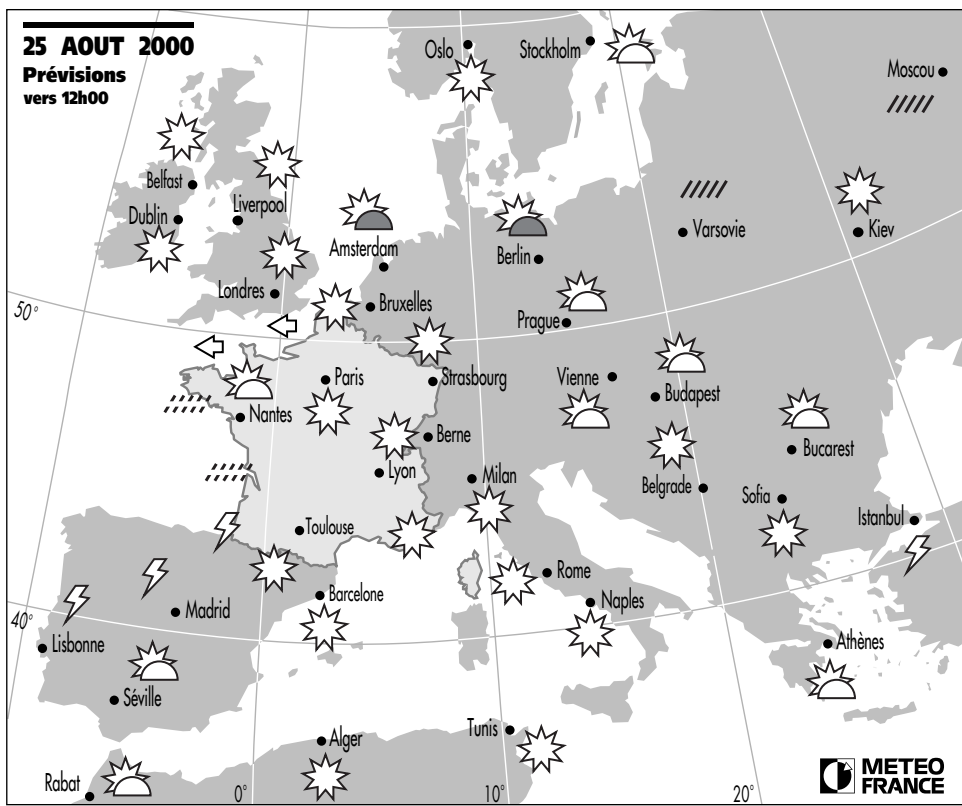 25 AOUT 2000
Prévisions
vers 12h00
Oslo
Stockholm
Moscou
Belfast
Dublin
Liverpool
Amsterdam
Berlin
Varsovie
Kiev
Londres
Bruxelles
Prague
50°
Paris
Strasbourg
Vienne
Budapest
Nantes
Berne
Bucarest
Lyon
Milan
Belgrade
Sofia
Istanbul
Toulouse
Rome
Barcelone
Naples
40°
Madrid
Lisbonne
Athènes
Séville
Alger
Tunis
Rabat
0°
10°
20°
METEO
FRANCE